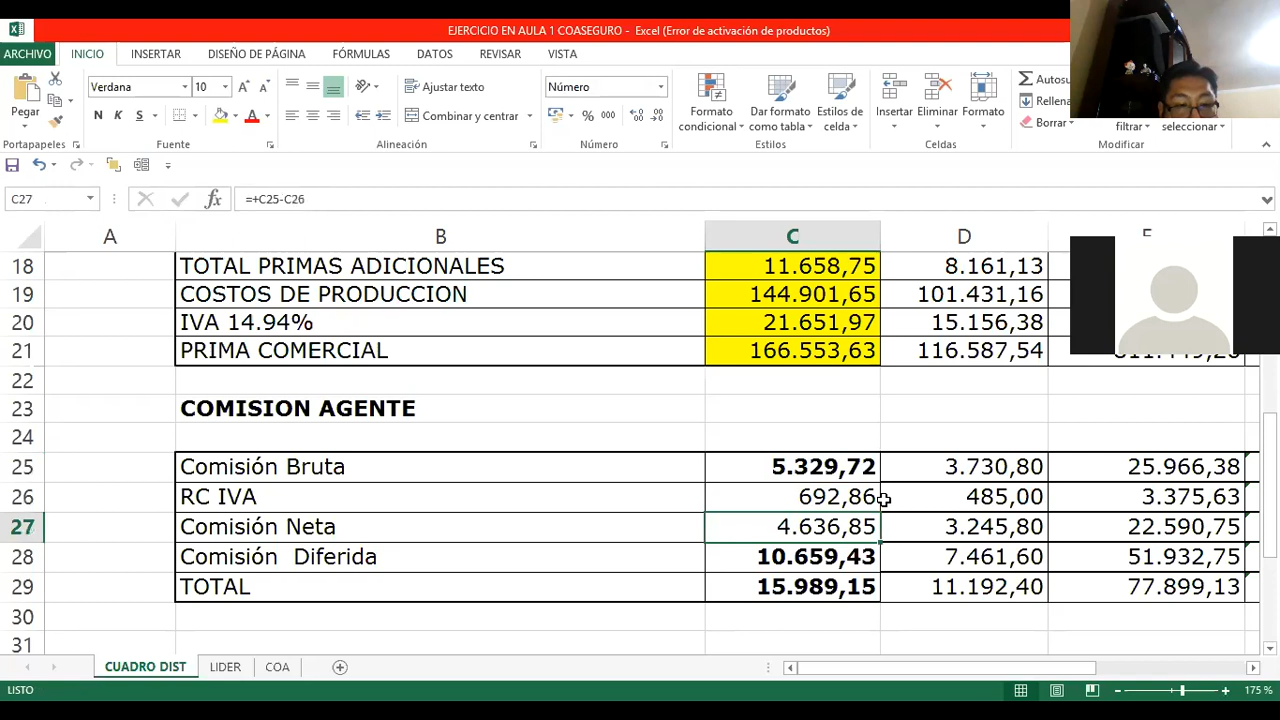 EJERCICIO EN AULA 1 COASEGURO - Excel (Error de activación de productos)
ARCHIVO INICIO INSERTAR DISEÑO DE PÁGINA FÓRMULAS DATOS REVISAR VISTA
Pegar
Verdana 10
N K S
Ajustar texto
Combinar y centrar
Número
% 000
Formato condicional
Dar formato como tabla
Estilos de celda
Insertar Eliminar Formato
Autosu
Rellena
Borrar
filtrar
seleccionar
Portapapeles Fuente Alineación Número Estilos Celdas Modificar
C27 fx =+C25-C26
A B C D
18 TOTAL PRIMAS ADICIONALES 11.658,75 8.161,13
19 COSTOS DE PRODUCCION 144.901,65 101.431,16
20 IVA 14.94% 21.651,97 15.156,38
21 PRIMA COMERCIAL 166.553,63 116.587,54
22
23 COMISION AGENTE
24
25 Comisión Bruta 5.329,72 3.730,80 25.966,38
26 RC IVA 692,86 485,00 3.375,63
27 Comisión Neta 4.636,85 3.245,80 22.590,75
28 Comisión Diferida 10.659,43 7.461,60 51.932,75
29 TOTAL 15.989,15 11.192,40 77.899,13
30
31
CUADRO DIST LIDER COA
LISTO 175 %